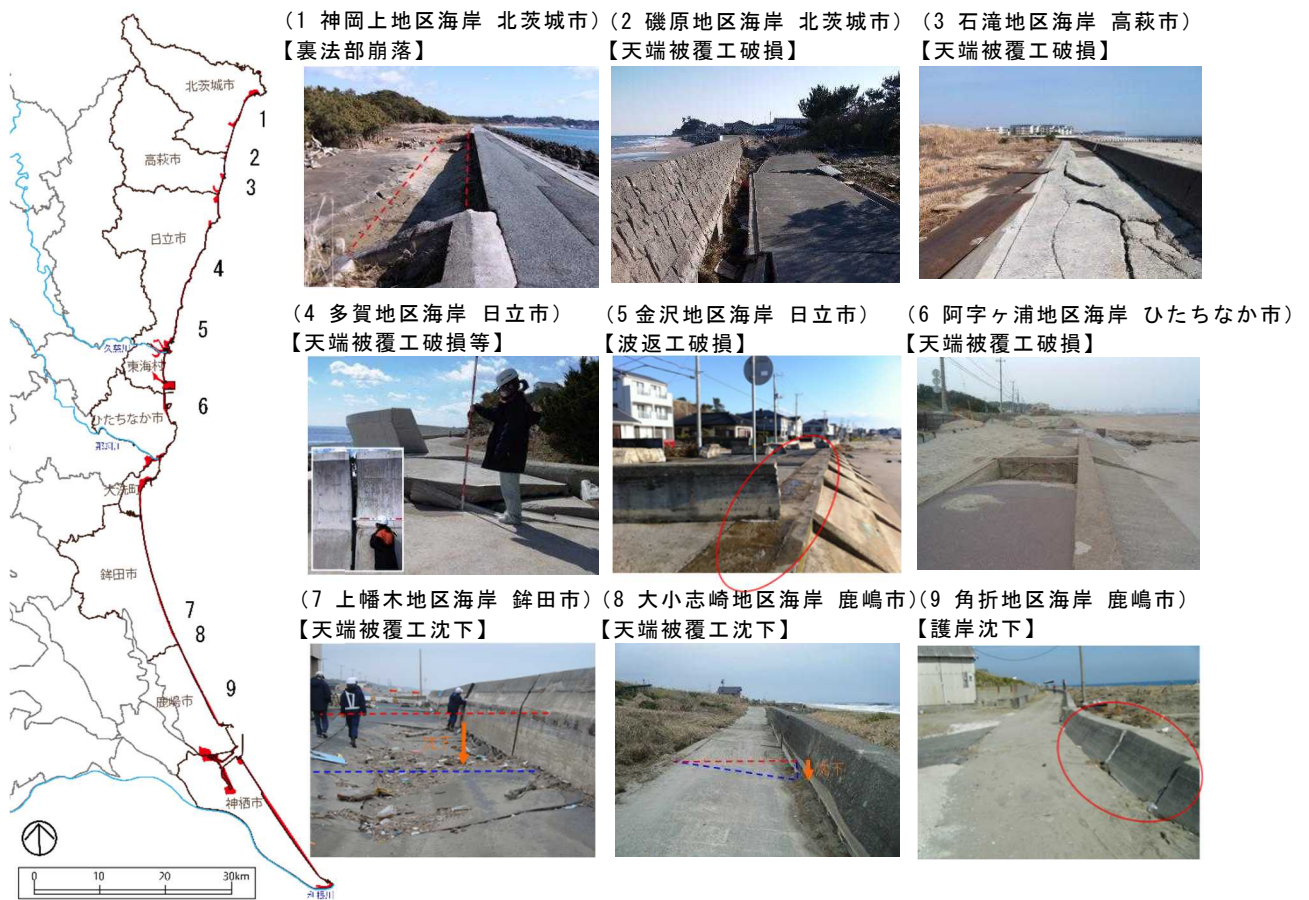 (1 神岡上地区海岸 北茨城市)
【裏法部崩落】
(2 磯原地区海岸 北茨城市)
【天端被覆工破損】
(3 石滝地区海岸 高萩市)
【天端被覆工破損】
(4 多賀地区海岸 日立市)
【天端被覆工破損等】
(5 金沢地区海岸 日立市)
【波返工破損】
(6 阿字ヶ浦地区海岸 ひたちなか市)
【天端被覆工破損】
(7 上幡木地区海岸 鉾田市)
【天端被覆工沈下】
(8 大小志崎地区海岸 鹿嶋市)
【天端被覆工沈下】
沈下
(9 角折地区海岸 鹿嶋市)
【護岸沈下】
北茨城市
1
2
高萩市
3
日立市
4
5
久慈川
東海村
6
ひたちなか市
那珂川
大洗町
鉾田市
7
8
9
鹿嶋市
神栖市
0 10 20 30km
利根川